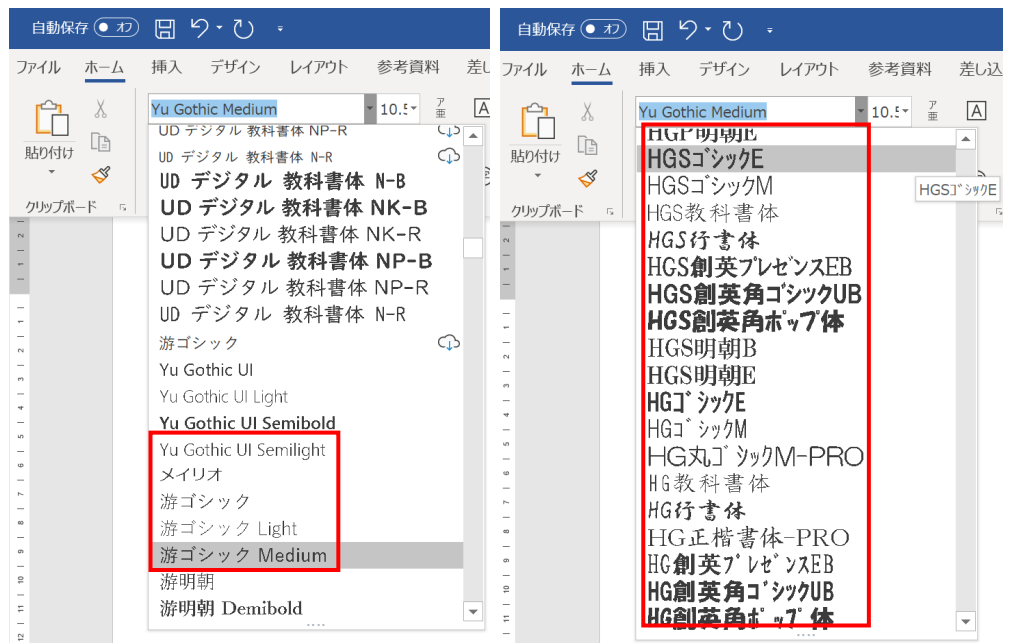 自動保存 オフ
ファイル ホーム 挿入 デザイン レイアウト 参考資料
Yu Gothic Medium 10.5 ア亜 A
貼り付け
クリップボード
UD デジタル 教科書体 NP-R
UD デジタル 教科書体 N-R
UD デジタル 教科書体 N-B
UD デジタル 教科書体 NK-B
UD デジタル 教科書体 NK-R
UD デジタル 教科書体 NP-B
UD デジタル 教科書体 NP-R
UD デジタル 教科書体 N-R
游ゴシック
Yu Gothic UI
Yu Gothic UI Light
Yu Gothic UI Semibold
Yu Gothic UI Semilight
メイリオ
游ゴシック
游ゴシック Light
游ゴシック Medium
游明朝
游明朝 Demibold
自動保存 オフ
ファイル ホーム 挿入 デザイン レイアウト 参考資料 差し込
Yu Gothic Medium 10.5 ア亜 A
貼り付け
クリップボード
HGP明朝E
HGSゴシックE
HGSゴシックE
HGSゴシックM
HGS教科書体
HGS行書体
HGS創英プレゼンスEB
HGS創英角ゴシックUB
HGS創英角ポップ体
HGS明朝B
HGS明朝E
HGゴシックE
HGゴシックM
HG丸ゴシックM-PRO
HG教科書体
HG行書体
HG正楷書体-PRO
HG創英プレゼンスEB
HG創英角ゴシックUB
HG創英角ポップ体